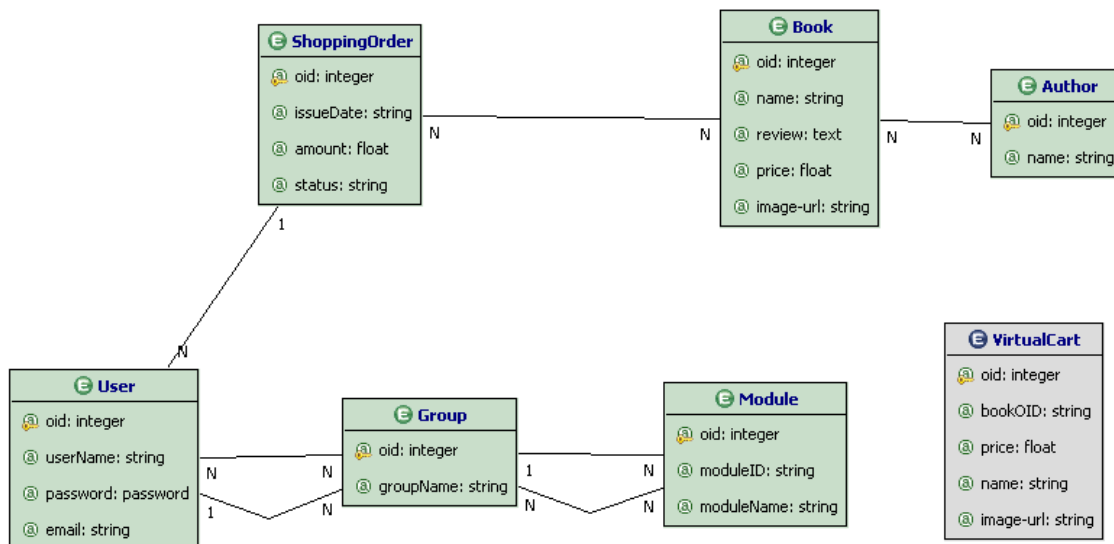 ShoppingOrder
oid: integer
issueDate: string
amount: float
status: string
Book
oid: integer
name: string
review: text
price: float
image-url: string
Author
oid: integer
name: string
N
N
N
N
1
N
User
oid: integer
userName: string
password: password
email: string
N
N
1
N
Group
oid: integer
groupName: string
1
N
N
N
Module
oid: integer
moduleID: string
moduleName: string
VirtualCart
oid: integer
bookOID: string
price: float
name: string
image-url: string